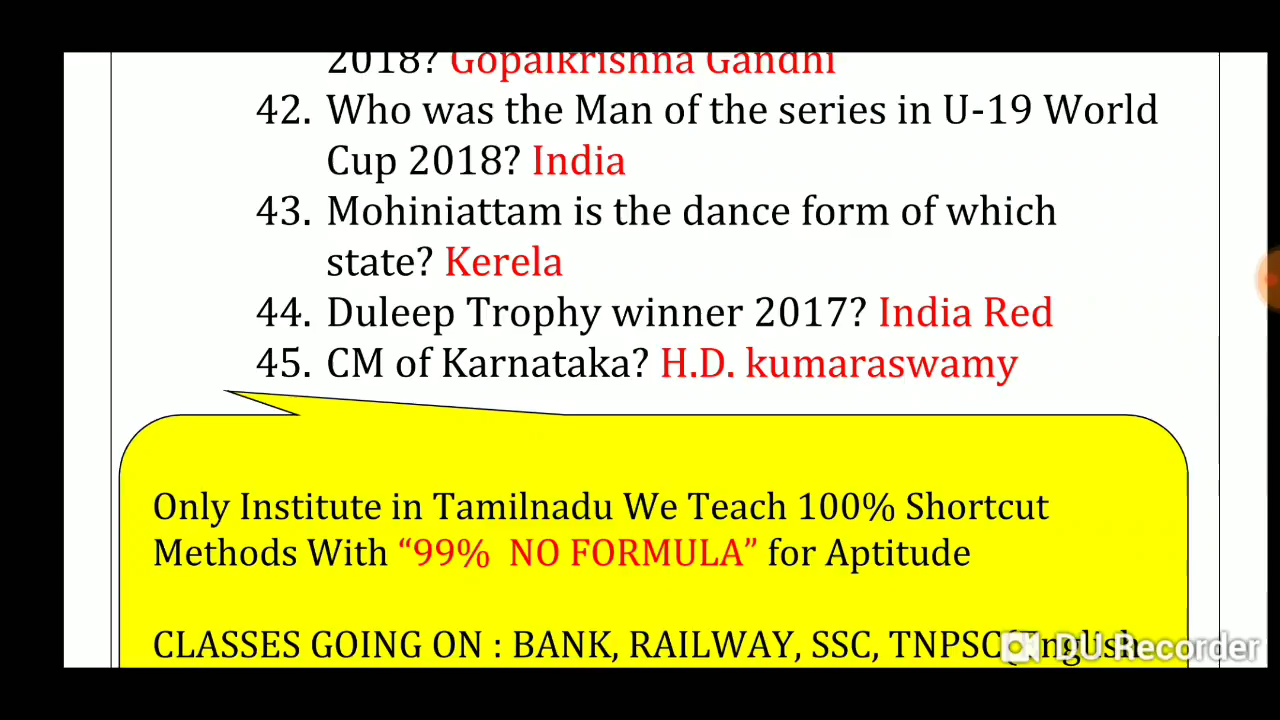 2018? Gopalkrishna Gandhi
42. Who was the Man of the series in U-19 World
Cup 2018? India
43. Mohiniattam is the dance form of which
state? Kerela
44. Duleep Trophy winner 2017? India Red
45. CM of Karnataka? H.D. kumaraswamy
Only Institute in Tamilnadu We Teach 100% Shortcut
Methods With “99%  NO FORMULA” for Aptitude
CLASSES GOING ON : BANK, RAILWAY, SSC, TNPSC(English
DU Recorder